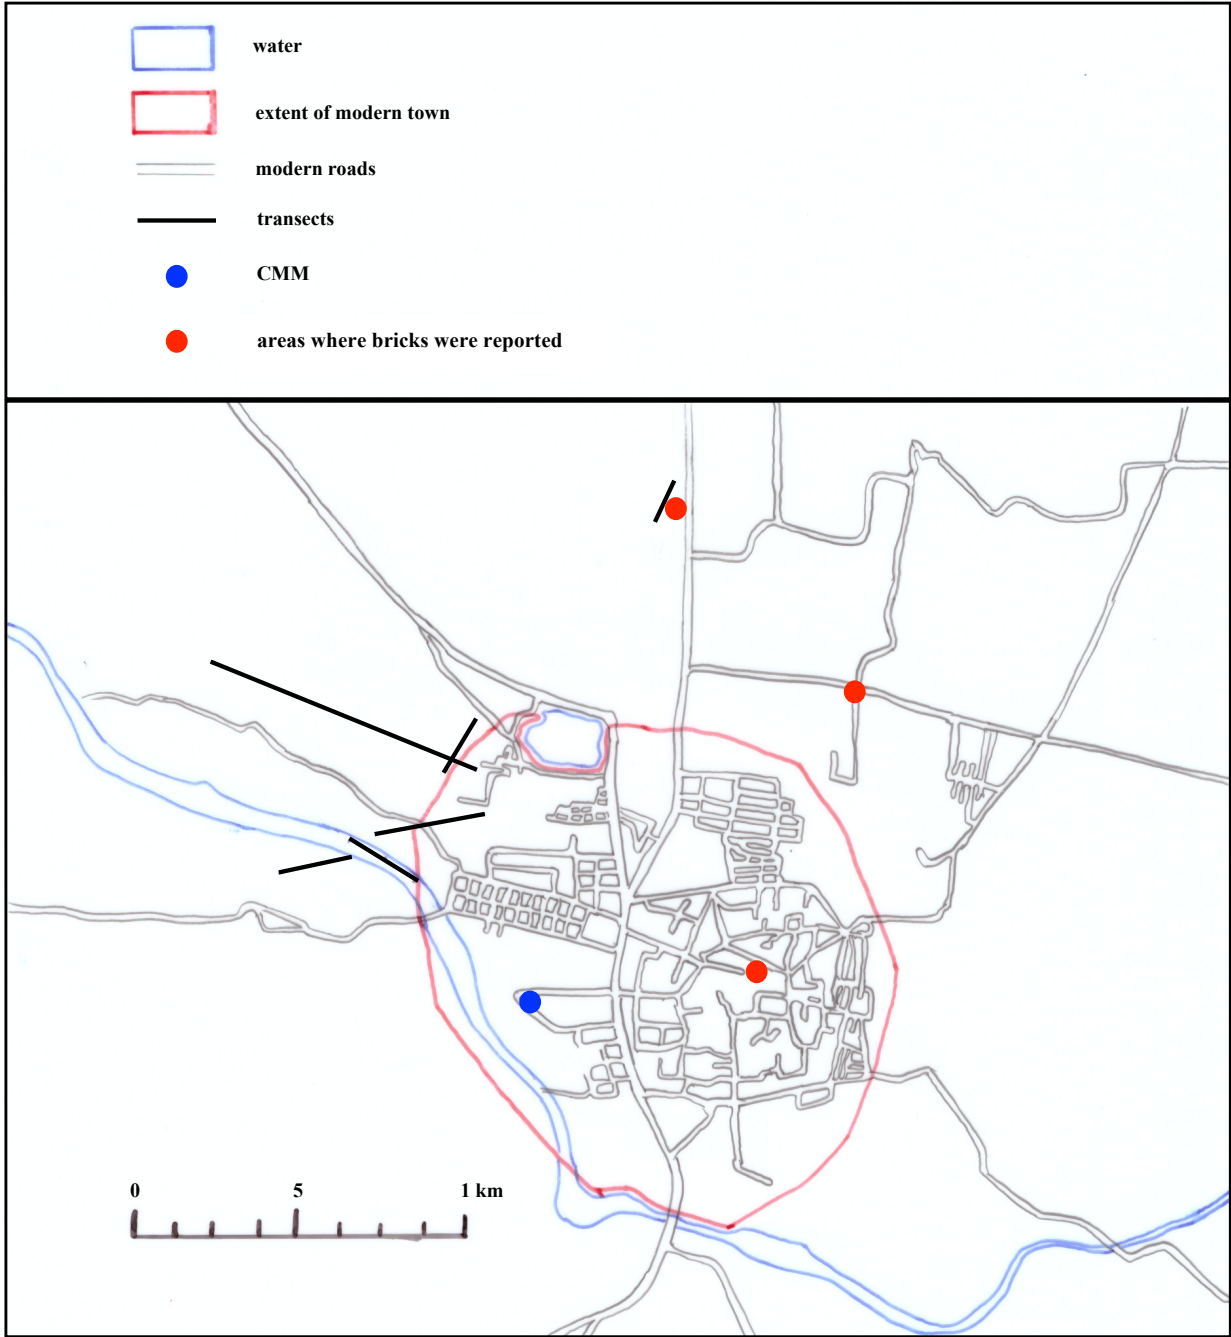 water
extent of modern town
modern roads
transects
CMM
areas where bricks were reported
0 5 1 km